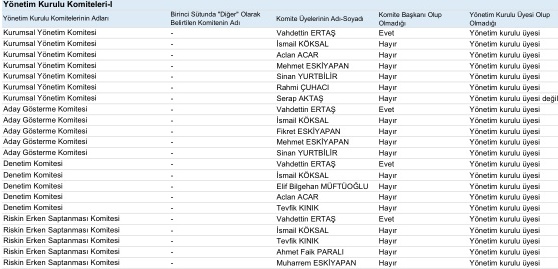 Yönetim Kurulu Komiteleri-I
Yönetim Kurulu Komitelerinin Adları Birinci Sütunda "Diğer" Olarak Belirtilen Komitenin Adı Komite Üyelerinin Adı-Soyadı Komite Başkanı Olup Olmadığı Yönetim Kurulu Üyesi Olup Olmadığı
Kurumsal Yönetim Komitesi - Vahdettin ERTAŞ Evet Yönetim kurulu üyesi
Kurumsal Yönetim Komitesi - İsmail KÖKSAL Hayır Yönetim kurulu üyesi
Kurumsal Yönetim Komitesi - Aclan ACAR Hayır Yönetim kurulu üyesi
Kurumsal Yönetim Komitesi - Mehmet ESKİYAPAN Hayır Yönetim kurulu üyesi
Kurumsal Yönetim Komitesi - Sinan YURTBİLİR Hayır Yönetim kurulu üyesi
Kurumsal Yönetim Komitesi - Rahmi ÇUHACI Hayır Yönetim kurulu üyesi
Kurumsal Yönetim Komitesi - Serap AKTAŞ Hayır Yönetim kurulu üyesi değil
Aday Gösterme Komitesi - Vahdettin ERTAŞ Evet Yönetim kurulu üyesi
Aday Gösterme Komitesi - İsmail KÖKSAL Hayır Yönetim kurulu üyesi
Aday Gösterme Komitesi - Fikret ESKİYAPAN Hayır Yönetim kurulu üyesi
Aday Gösterme Komitesi - Mehmet ESKİYAPAN Hayır Yönetim kurulu üyesi
Aday Gösterme Komitesi - Sinan YURTBİLİR Hayır Yönetim kurulu üyesi
Denetim Komitesi - Vahdettin ERTAŞ Evet Yönetim kurulu üyesi
Denetim Komitesi - İsmail KÖKSAL Hayır Yönetim kurulu üyesi
Denetim Komitesi - Elif Bilgehan MÜFTÜOĞLU Hayır Yönetim kurulu üyesi
Denetim Komitesi - Aclan ACAR Hayır Yönetim kurulu üyesi
Denetim Komitesi - Tevfik KINIK Hayır Yönetim kurulu üyesi
Riskin Erken Saptanması Komitesi - Vahdettin ERTAŞ Evet Yönetim kurulu üyesi
Riskin Erken Saptanması Komitesi - İsmail KÖKSAL Hayır Yönetim kurulu üyesi
Riskin Erken Saptanması Komitesi - Tevfik KINIK Hayır Yönetim kurulu üyesi
Riskin Erken Saptanması Komitesi - Ahmet Faik PARALI Hayır Yönetim kurulu üyesi
Riskin Erken Saptanması Komitesi - Muharrem ESKİYAPAN Hayır Yönetim kurulu üyesi